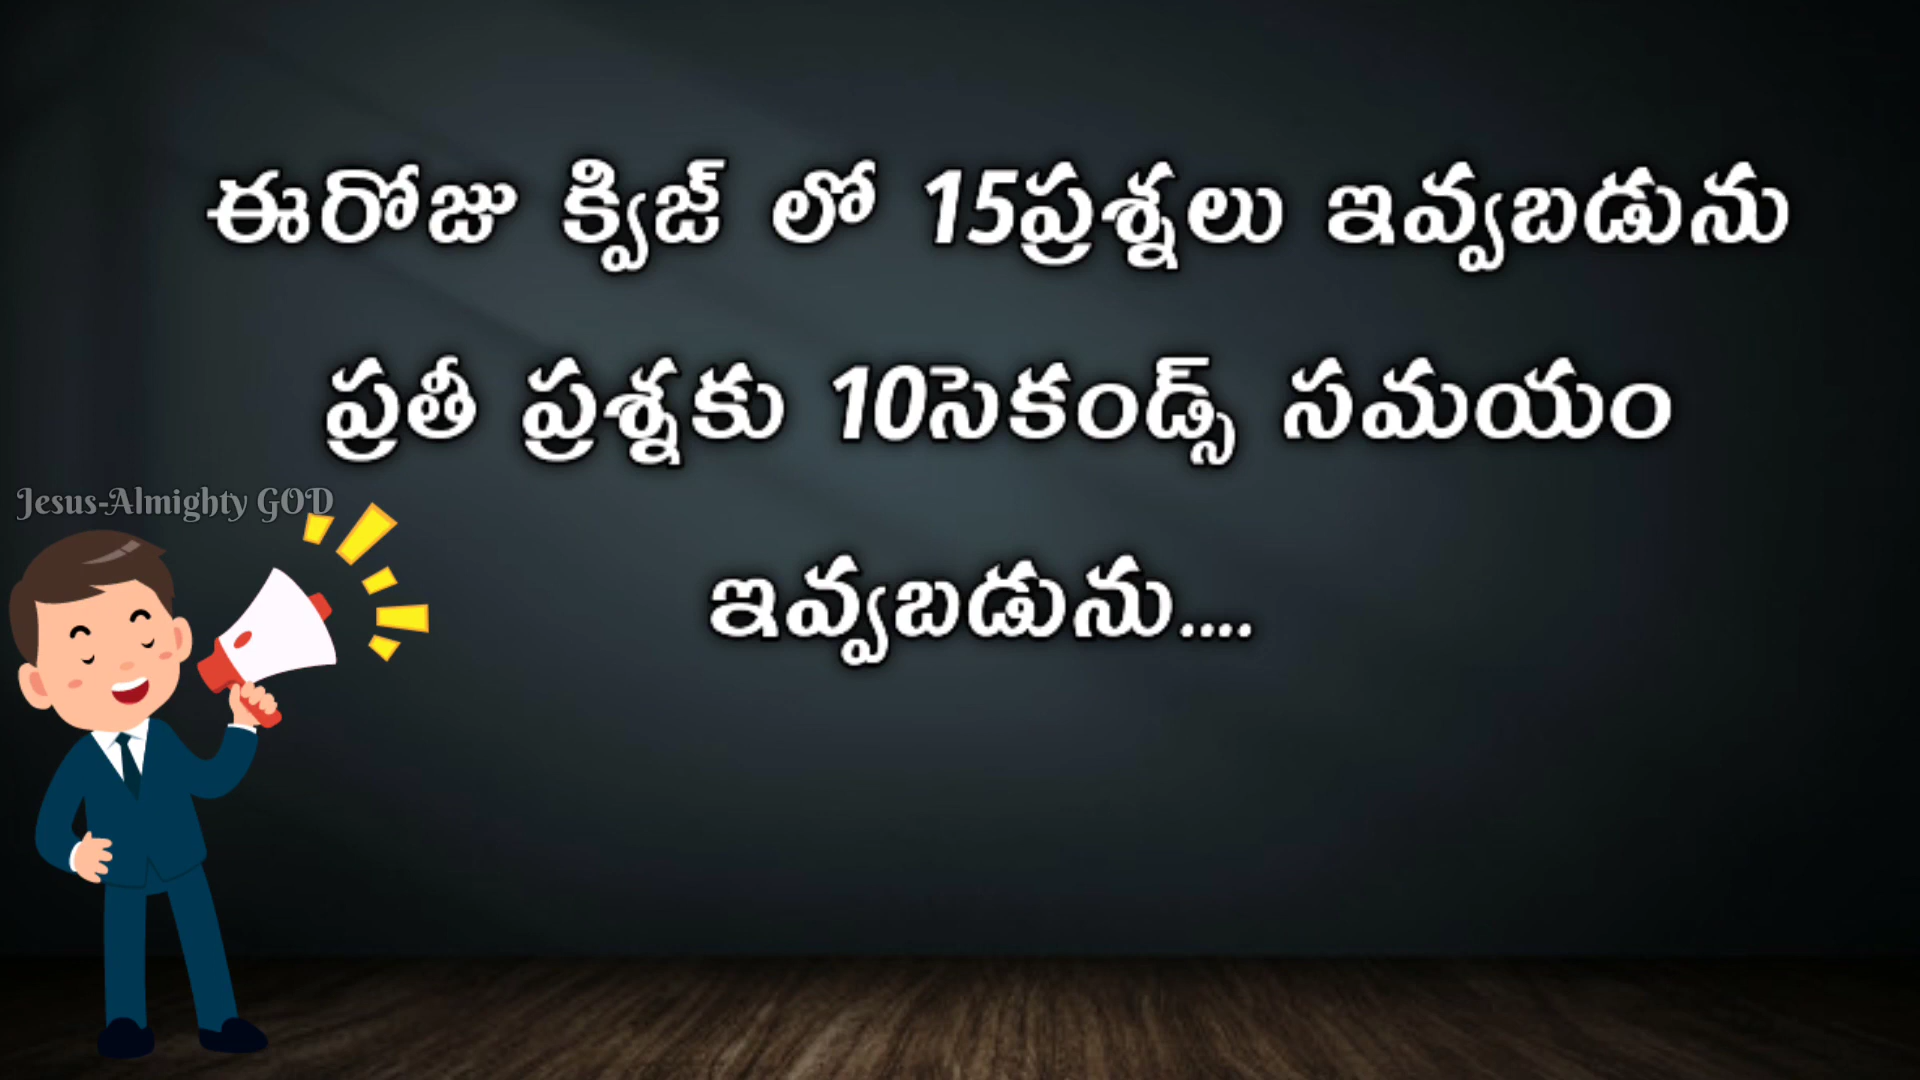 ఈరోజు క్విజ్ లో 15ప్రశ్నలు ఇవ్వబడును
ప్రతీ ప్రశ్నకు 10సెకండ్స్ సమయం
Jesus-Almighty GOD
ఇవ్వబడును....